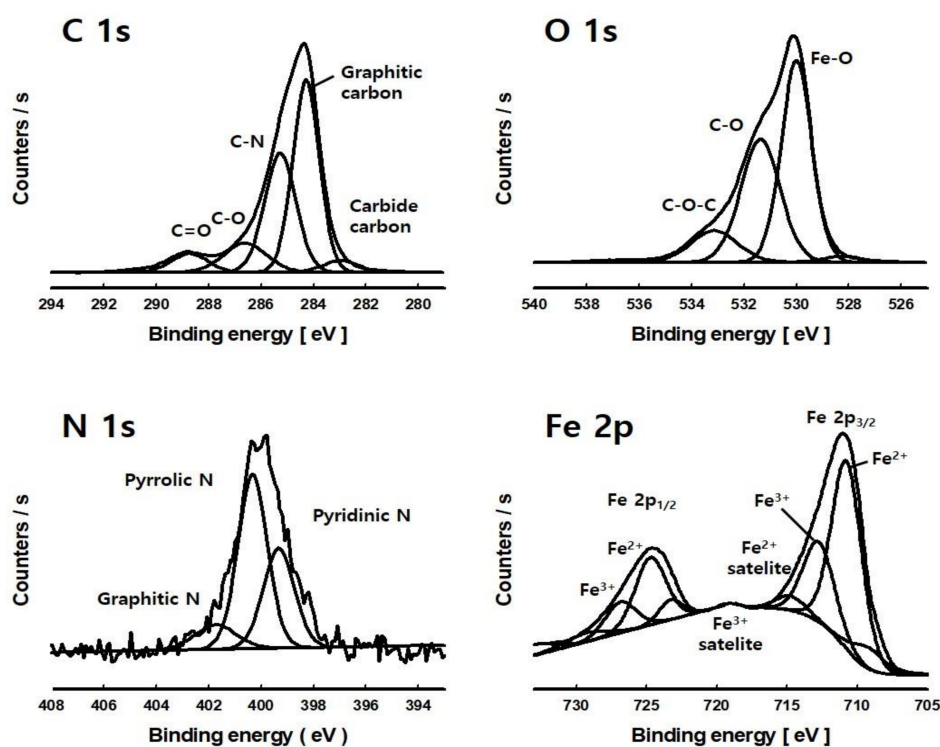 C 1s
Graphitic
carbon
C-N
C-O
C=O
Carbide
carbon
Counters / s
294 292 290 288 286 284 282 280
Binding energy [ eV ]
O 1s
Fe-O
C-O
C-O-C
Counters / s
540 538 536 534 532 530 528 526
Binding energy [ eV ]
N 1s
Pyrrolic N
Pyridinic N
Graphitic N
Counters / s
408 406 404 402 400 398 396 394
Binding energy ( eV)
Fe 2p
Fe 2p3/2
Fe2+
Fe3+
Fe 2p1/2
Fe2+
Fe2+
satelite
Fe3+
Fe3+
satelite
Counters / s
730 725 720 715 710 705
Binding energy [ eV ]